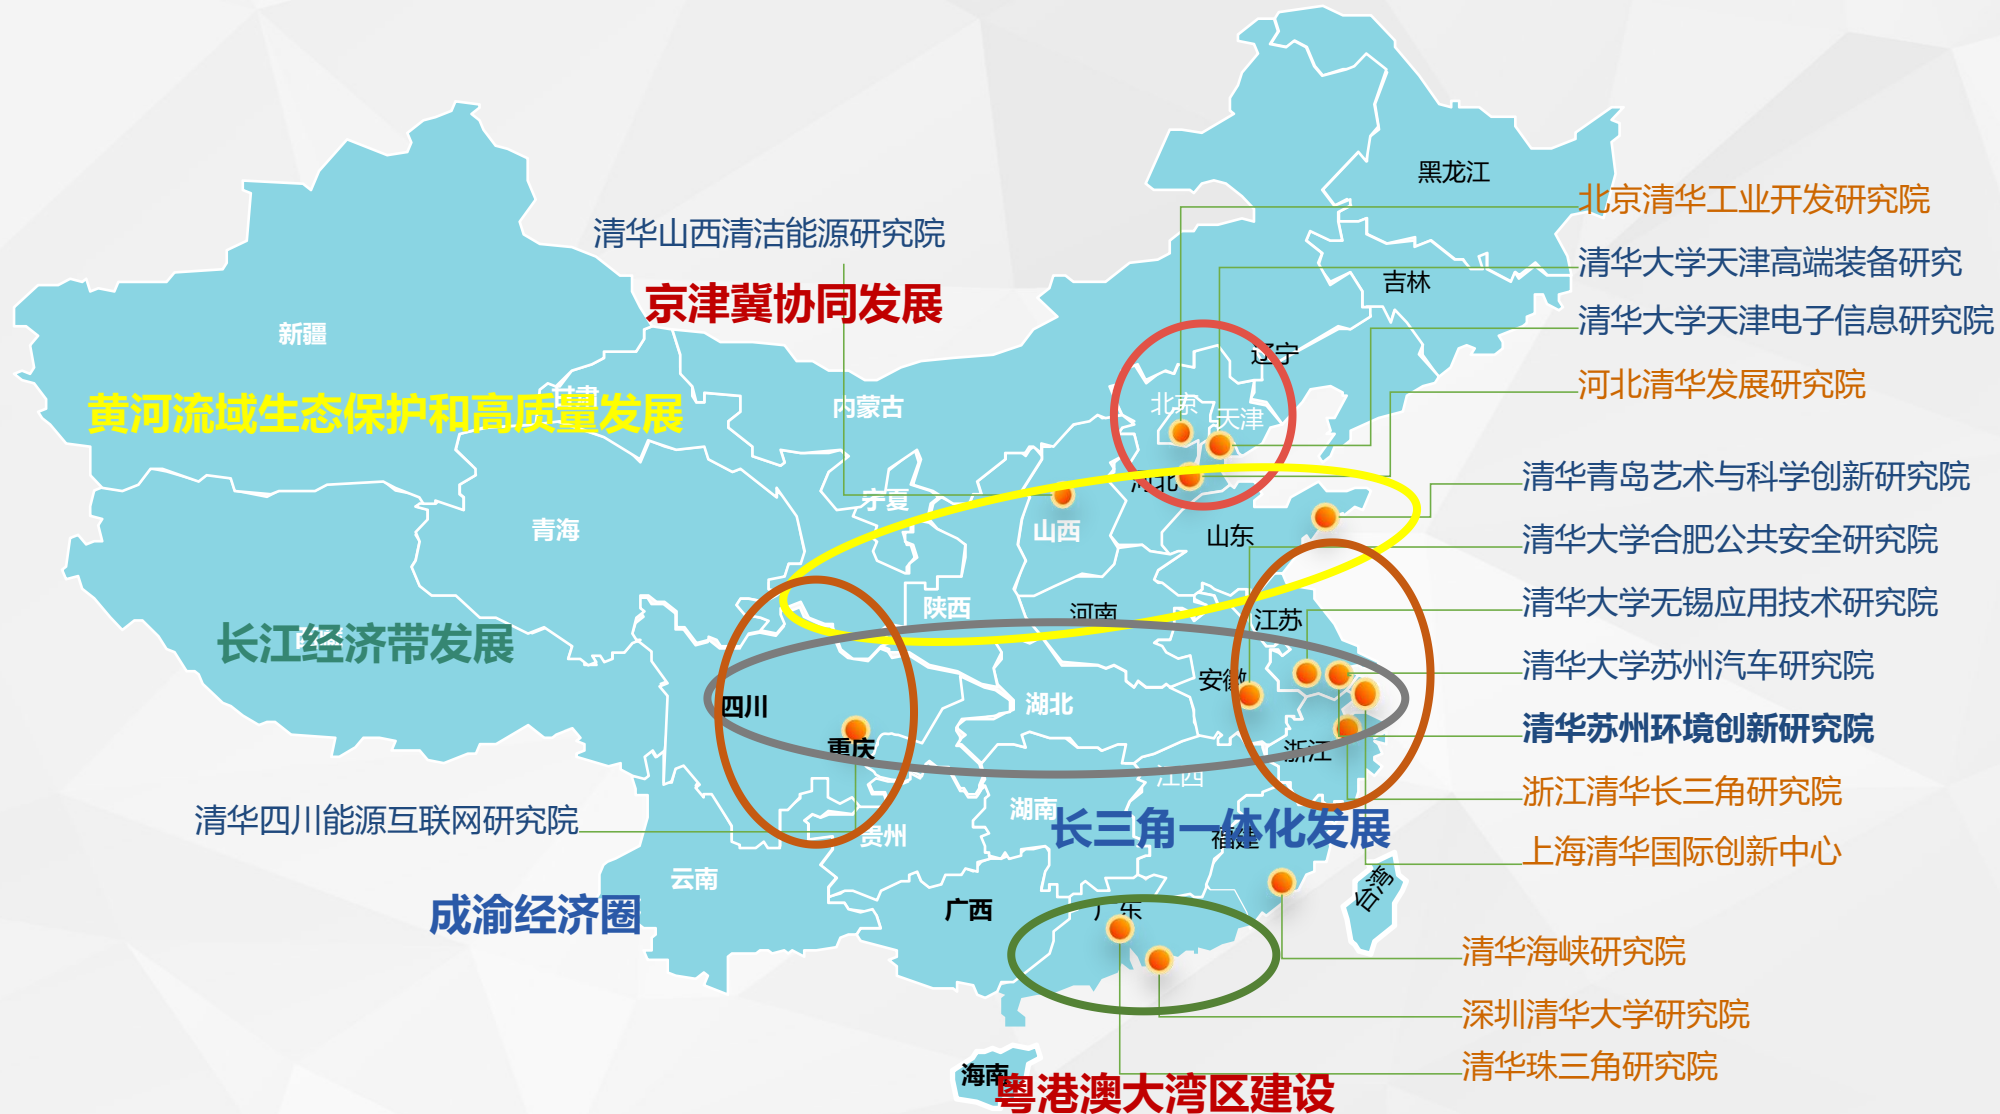 黑龙江
北京清华工业开发研究院
清华山西清洁能源研究院
清华大学天津高端装备研究
吉林
京津冀协同发展
清华大学天津电子信息研究院
新疆
辽宁
河北清华发展研究院
甘肃
内蒙古
黄河流域生态保护和高质量发展
北京
天津
清华青岛艺术与科学创新研究院
河北
宁夏
青海
山西
山东
清华大学合肥公共安全研究院
陕西
河南
江苏
清华大学无锡应用技术研究院
长江经济带发展
清华大学苏州汽车研究院
安徽
四川
湖北
清华苏州环境创新研究院
重庆
浙江
江西
浙江清华长三角研究院
湖南
清华四川能源互联网研究院
长三角一体化发展
贵州
福建
上海清华国际创新中心
云南
台湾
成渝经济圈
广西
广东
清华海峡研究院
深圳清华大学研究院
清华珠三角研究院
海南
粤港澳大湾区建设